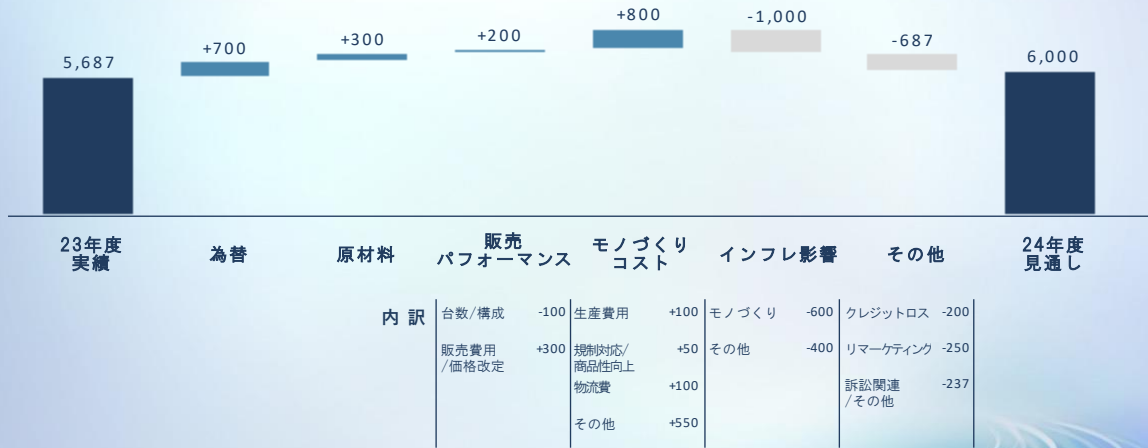 5,687
+700
+300
+200
+800
-1,000
-687
6,000
23年度
実績
為替
原材料
販売
パフォーマンス
モノづくり
コスト
インフレ影響
その他
24年度
見通し
内 訳
台数/構成 -100
販売費用 +300
/価格改定
生産費用 +100
規制対応/ +50
商品性向上
物流費 +100
その他 +550
モノづくり -600
その他 -400
クレジットロス -200
リマーケティング -250
訴訟関連 -237
/その他